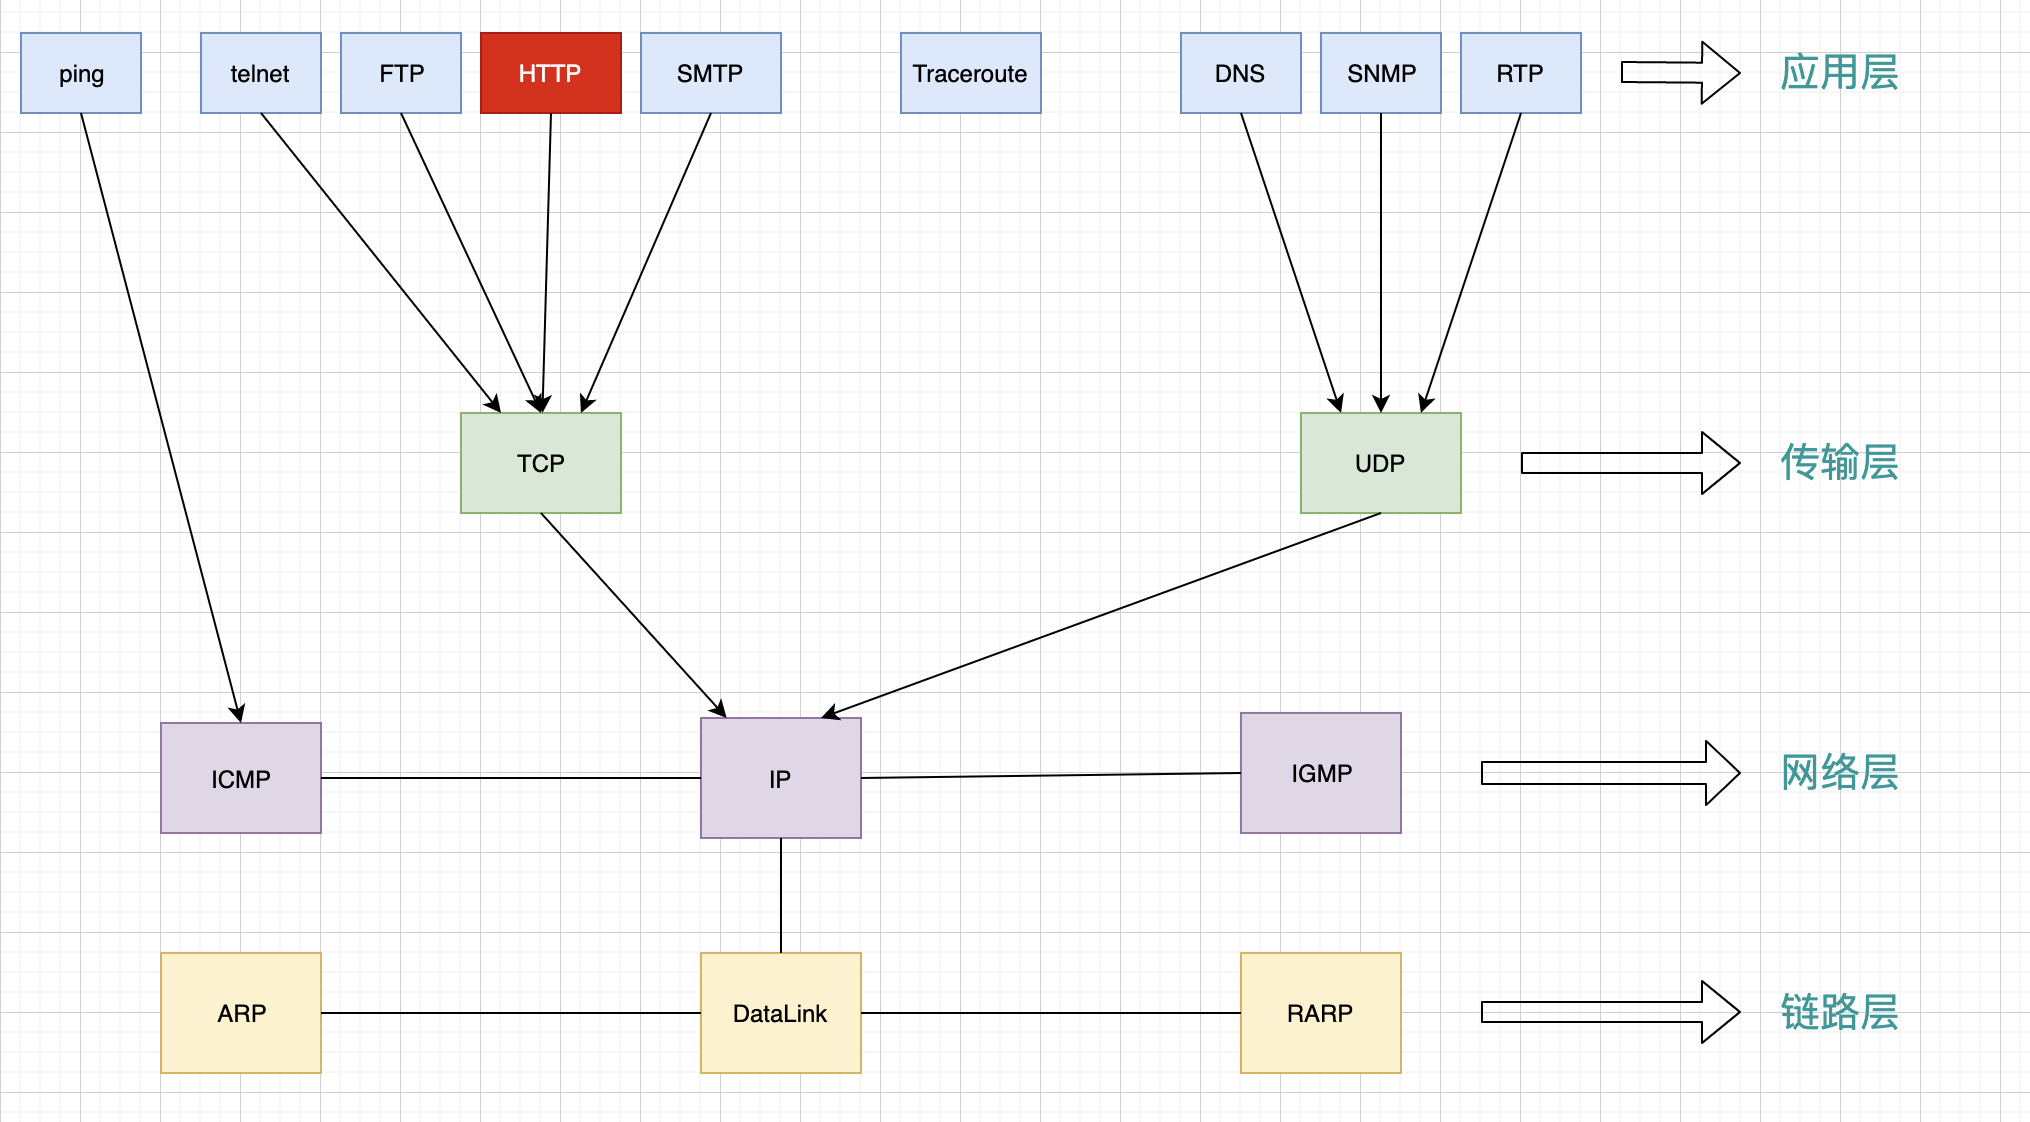 ping
telnet
FTP
HTTP
SMTP
Traceroute
DNS
SNMP
RTP
应用层
TCP
UDP
传输层
ICMP
IP
IGMP
网络层
ARP
DataLink
RARP
链路层